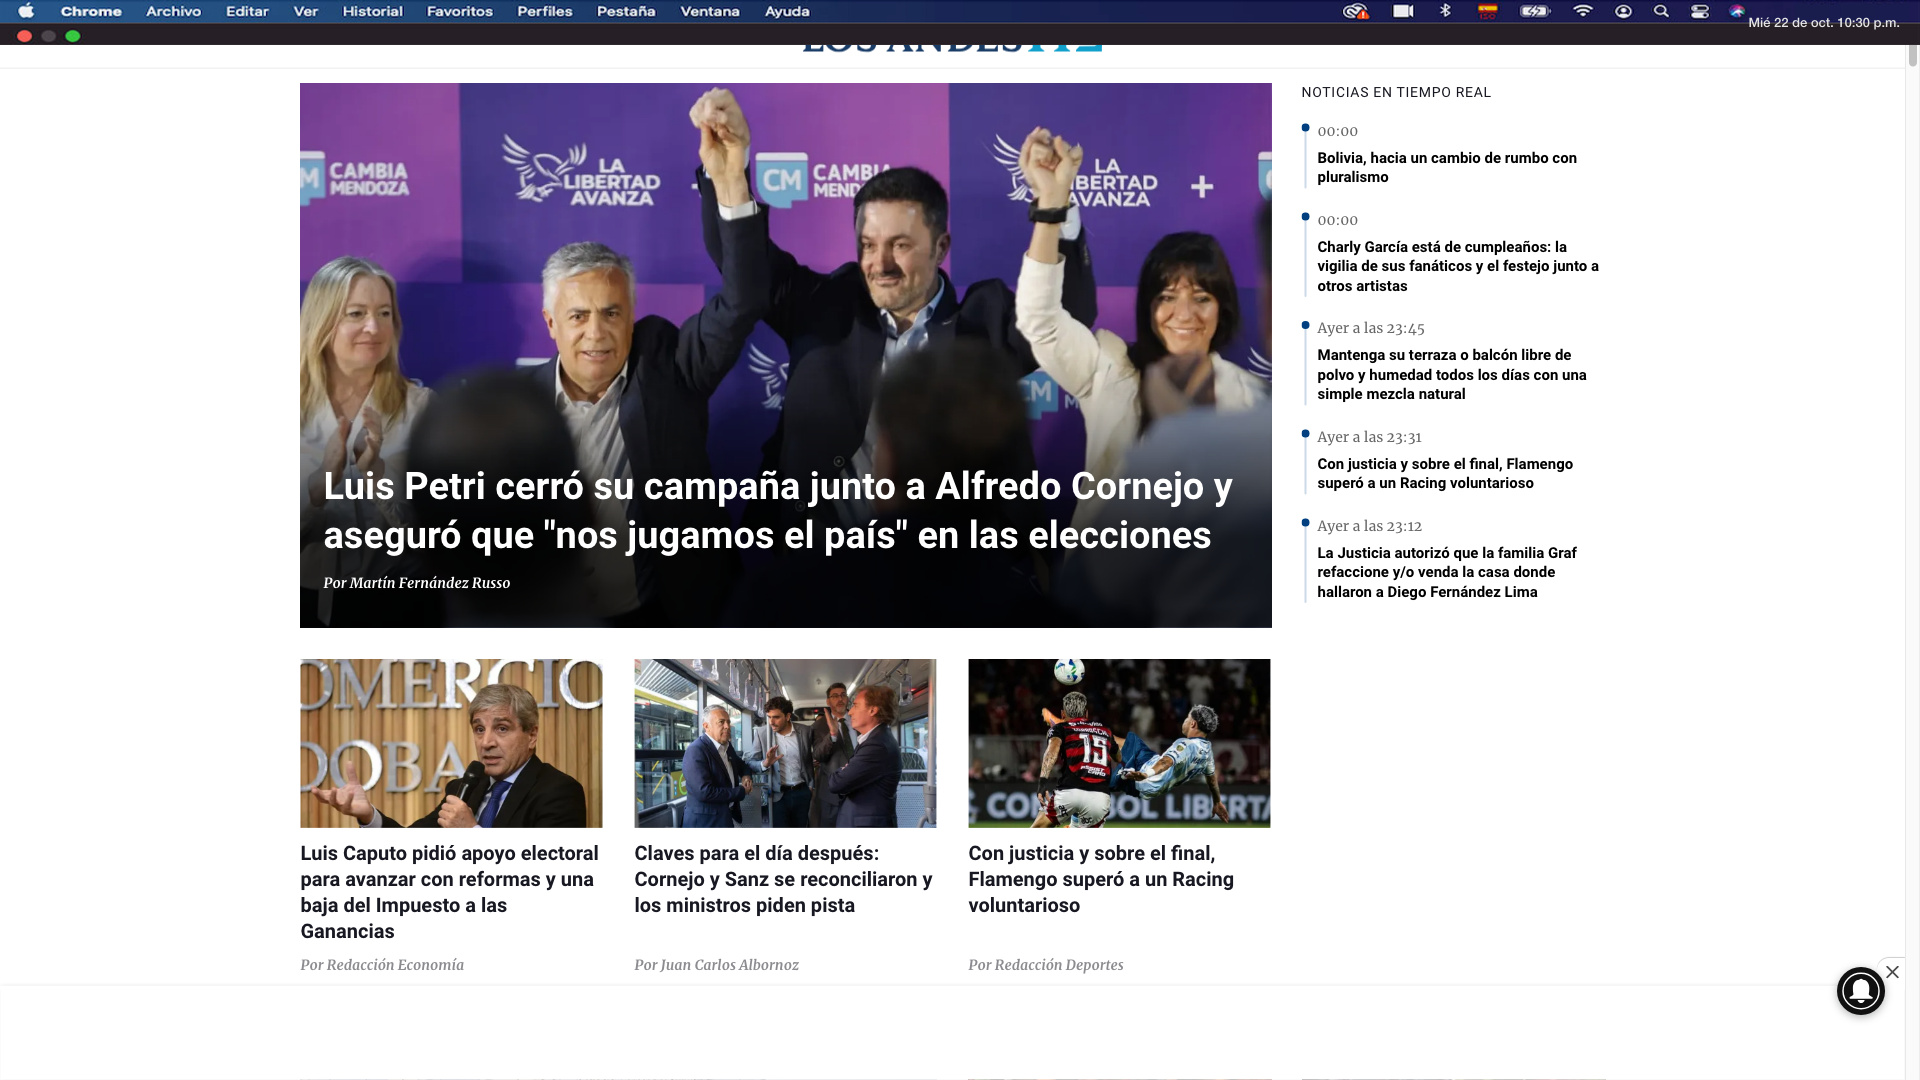 Chrome Archivo Editar Ver Historial Favoritos Perfiles Pestaña Ventana Ayuda
Mié 22 de oct. 10:30 p.m.
LOS ANDES
CAMBIA
MENDOZA
LA
LIBERTAD
AVANZA
CM
CAMBIA
MENDOZA
LA
LIBERTAD
AVANZA
Luis Petri cerró su campaña junto a Alfredo Cornejo y
aseguró que "nos jugamos el país" en las elecciones
Por Martín Fernández Russo
NOTICIAS EN TIEMPO REAL
00:00
Bolivia, hacia un cambio de rumbo con
pluralismo
00:00
Charly García está de cumpleaños: la
vigilia de sus fanáticos y el festejo junto a
otros artistas
Ayer a las 23:45
Mantenga su terraza o balcón libre de
polvo y humedad todos los días con una
simple mezcla natural
Ayer a las 23:31
Con justicia y sobre el final, Flamengo
superó a un Racing voluntarioso
Ayer a las 23:12
La Justicia autorizó que la familia Graf
refaccione y/o venda la casa donde
hallaron a Diego Fernández Lima
OMERCIO
DOBA
Luis Caputo pidió apoyo electoral
para avanzar con reformas y una
baja del Impuesto a las
Ganancias
Por Redacción Economía
Claves para el día después:
Cornejo y Sanz se reconciliaron y
los ministros piden pista
Por Juan Carlos Albornoz
15
Con justicia y sobre el final,
Flamengo superó a un Racing
voluntarioso
Por Redacción Deportes